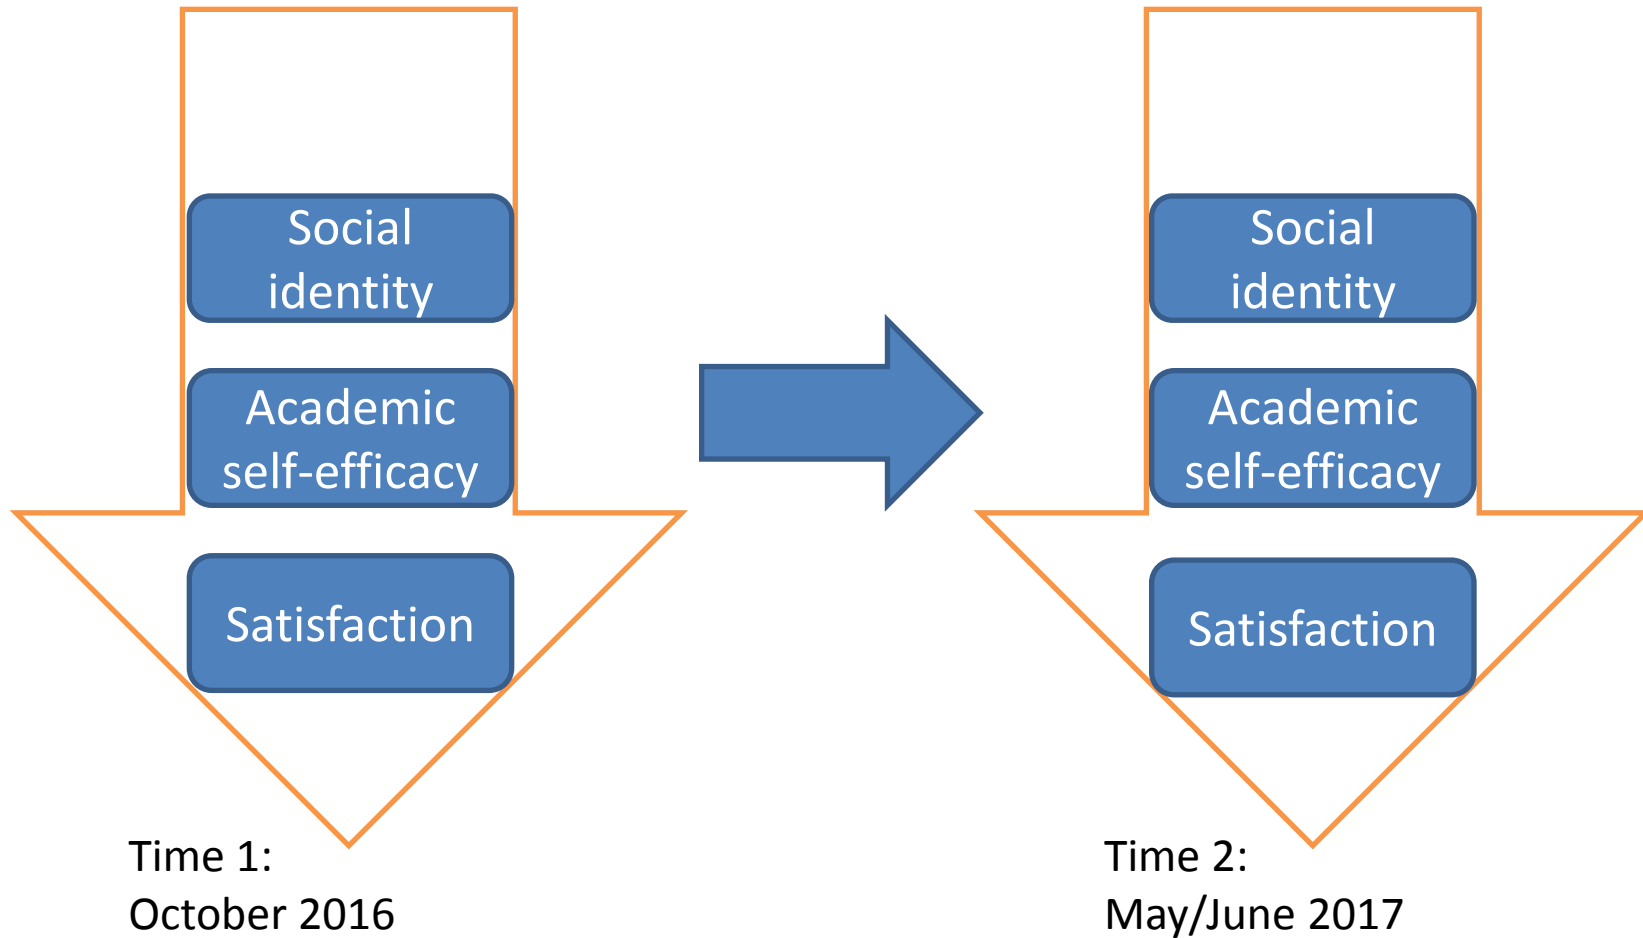 Social
identity
Academic
self-efficacy
Satisfaction
Time 1:
October 2016
Social
identity
Academic
self-efficacy
Satisfaction
Time 2:
May/June 2017